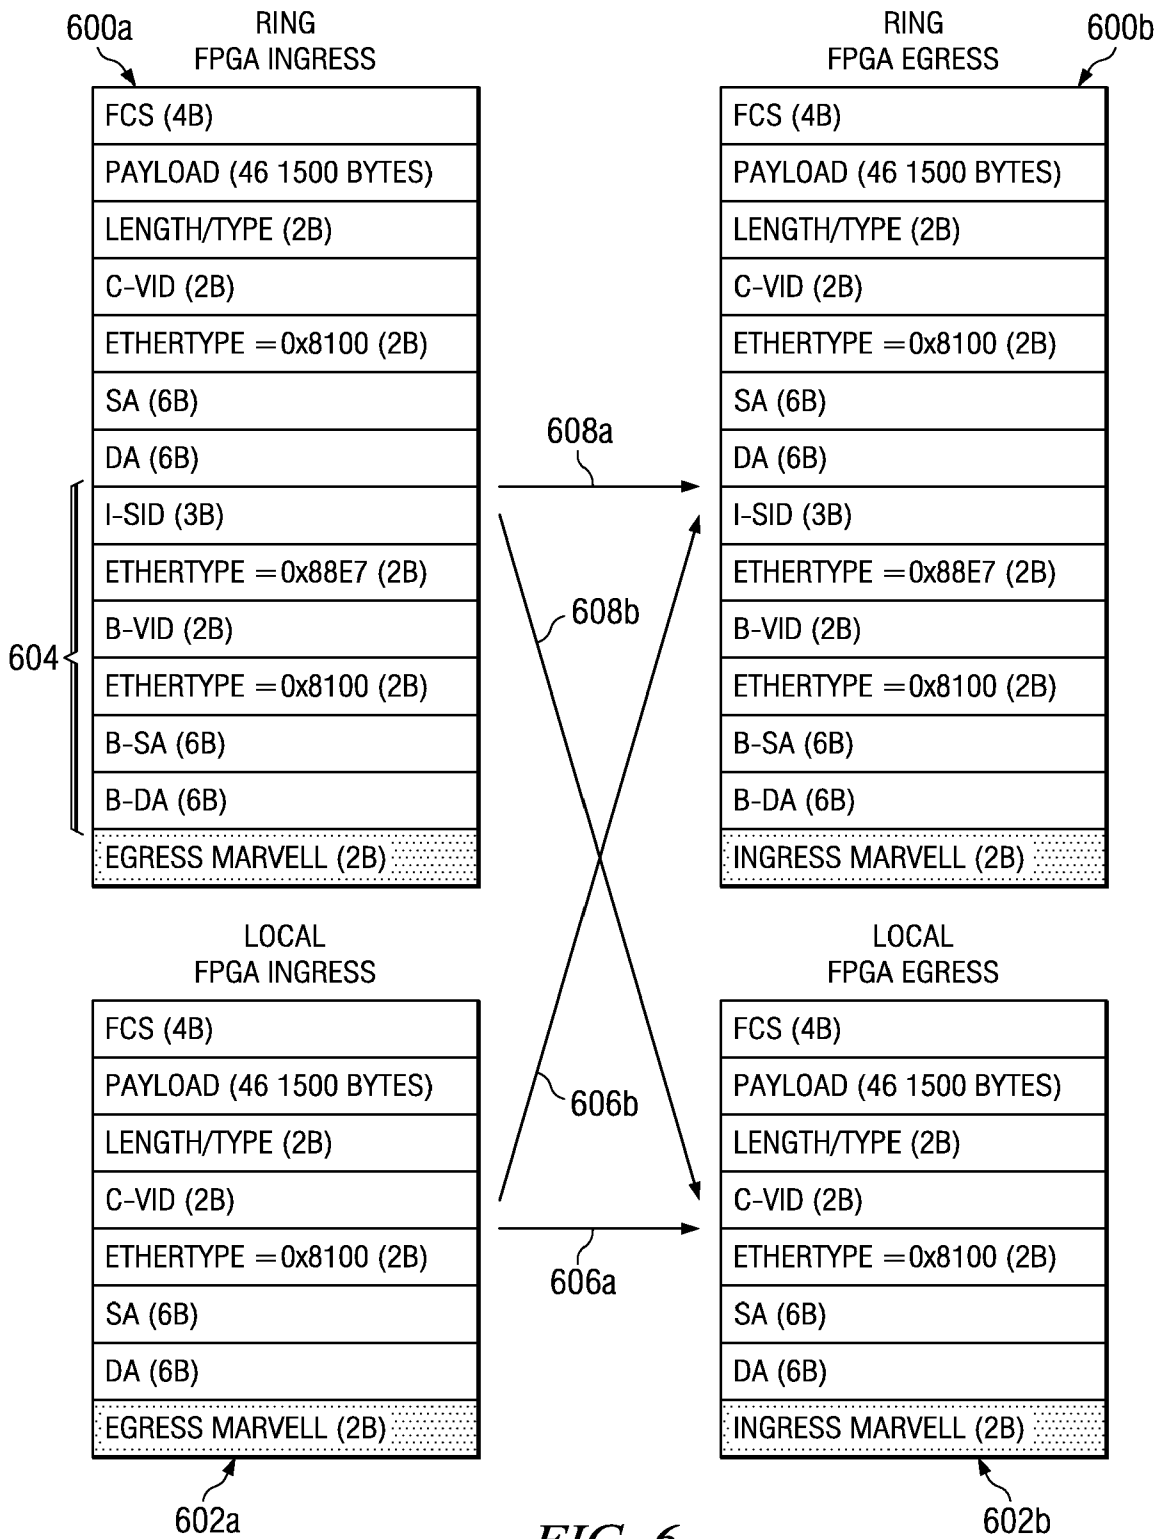 600a
RING
FPGA INGRESS
FCS (4B)
PAYLOAD (46 1500 BYTES)
LENGTH/TYPE (2B)
C-VID (2B)
ETHERTYPE =0x8100 (2B)
SA (6B)
DA (6B)
I-SID (3B)
ETHERTYPE =0x88E7 (2B)
B-VID (2B)
ETHERTYPE =0x8100 (2B)
B-SA (6B)
B-DA (6B)
EGRESS MARVELL (2B)
604
608a
608b
606b
606a
RING
FPGA EGRESS
600b
FCS (4B)
PAYLOAD (46 1500 BYTES)
LENGTH/TYPE (2B)
C-VID (2B)
ETHERTYPE =0x8100 (2B)
SA (6B)
DA (6B)
I-SID (3B)
ETHERTYPE =0x88E7 (2B)
B-VID (2B)
ETHERTYPE =0x8100 (2B)
B-SA (6B)
B-DA (6B)
INGRESS MARVELL (2B)
LOCAL
FPGA INGRESS
FCS (4B)
PAYLOAD (46 1500 BYTES)
LENGTH/TYPE (2B)
C-VID (2B)
ETHERTYPE =0x8100 (2B)
SA (6B)
DA (6B)
EGRESS MARVELL (2B)
602a
LOCAL
FPGA EGRESS
FCS (4B)
PAYLOAD (46 1500 BYTES)
LENGTH/TYPE (2B)
C-VID (2B)
ETHERTYPE =0x8100 (2B)
SA (6B)
DA (6B)
INGRESS MARVELL (2B)
602b
FIG. 6